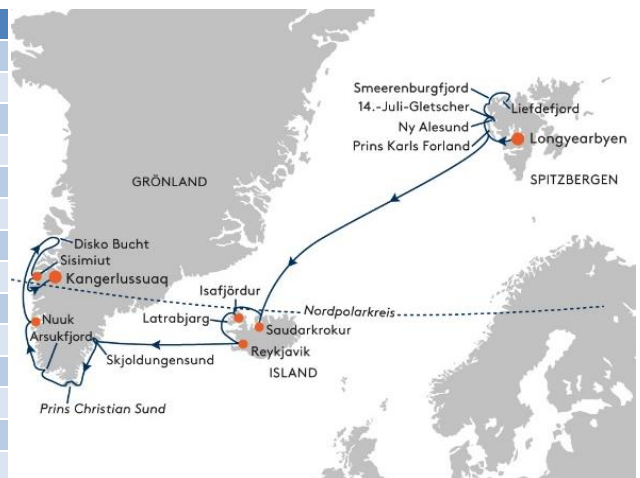 Smeerenburgfjord
14.-Juli-Gletscher
Liefdefjord
Ny Alesund
Longyearbyen
Prins Karls Forland
SPITZBERGEN
GRÖNLAND
Disko Bucht
Sisimiut
Kangerlussuaq
Isafjördur
Nordpolarkreis
Latrabjarg
Saudarkrokur
Nuuk
Arsukfjord
Reykjavik
Skjoldungensund
ISLAND
Prins Christian Sund